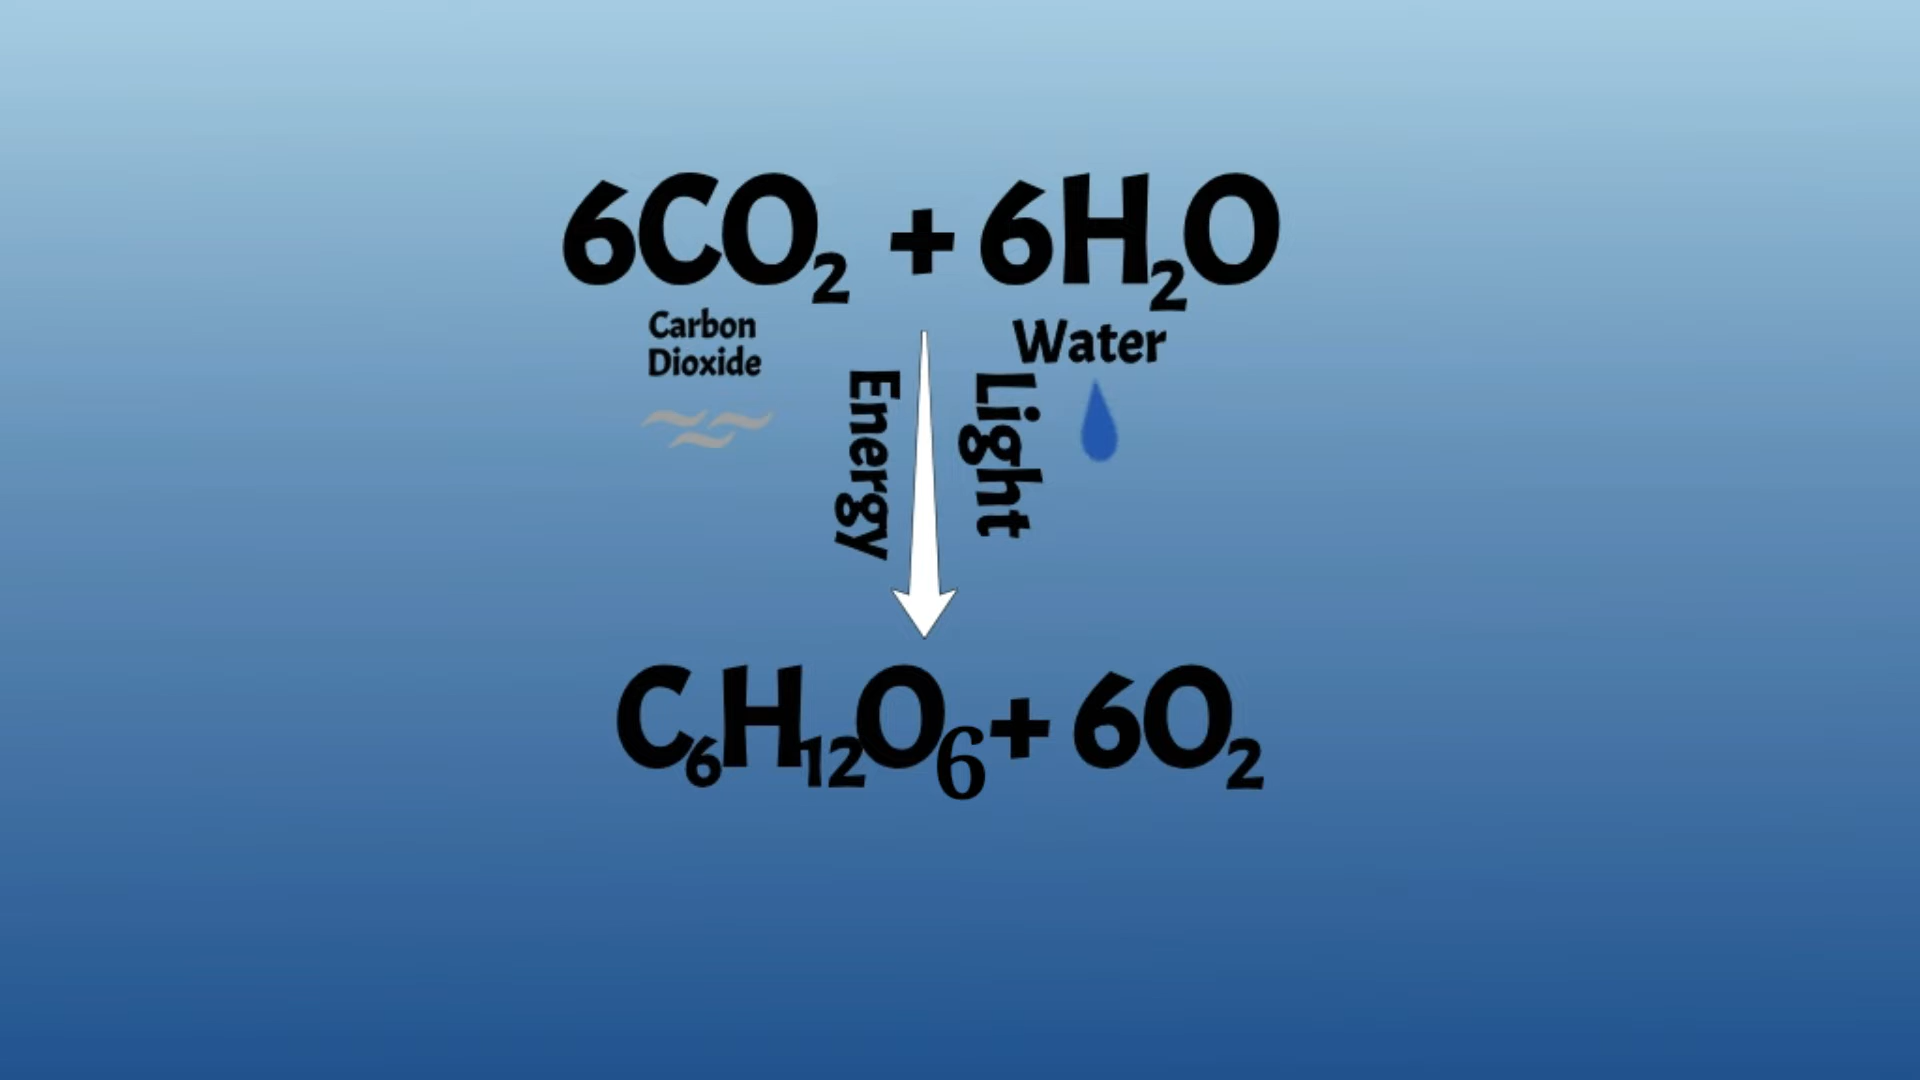 6CO₂ + 6H₂O
Carbon
Dioxide
Water
Energy
Light
C₆H₁₂O₆ + 6O₂